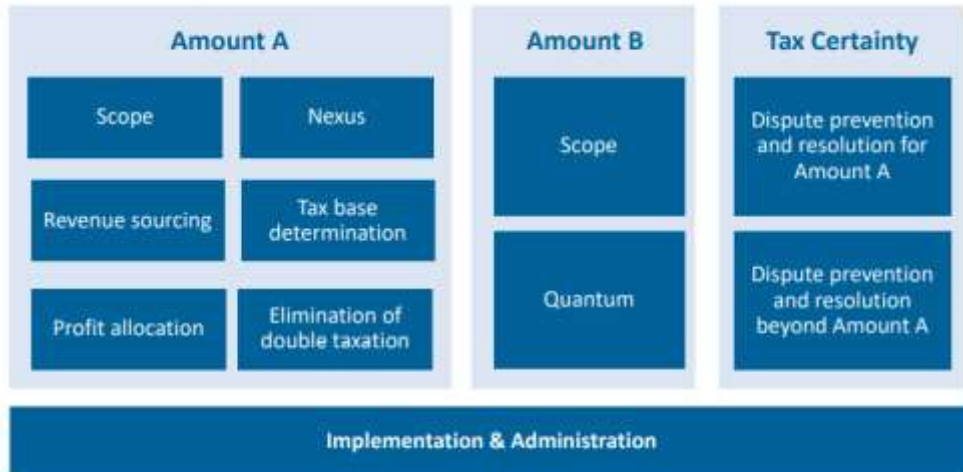 Amount A
Scope
Nexus
Revenue sourcing
Tax base
determination
Profit allocation
Elimination of
double taxation
Amount B
Scope
Quantum
Tax Certainty
Dispute prevention
and resolution for
Amount A
Dispute prevention
and resolution
beyond Amount A
Implementation & Administration